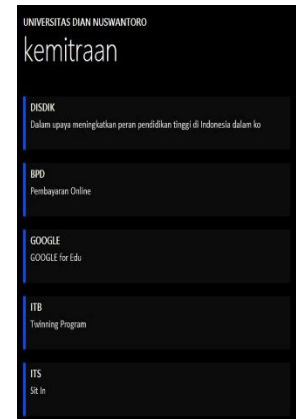 UNIVERSITAS DIAN NUSWANTORO
kemitraan
DISDIK
Dalam upaya meningkatkan peran pendidikan tinggi di Indonesia dalam ko
BPD
Pembayaran Online
GOOGLE
GOOGLE for Edu
ITB
Twinning Program
ITS
Sit In